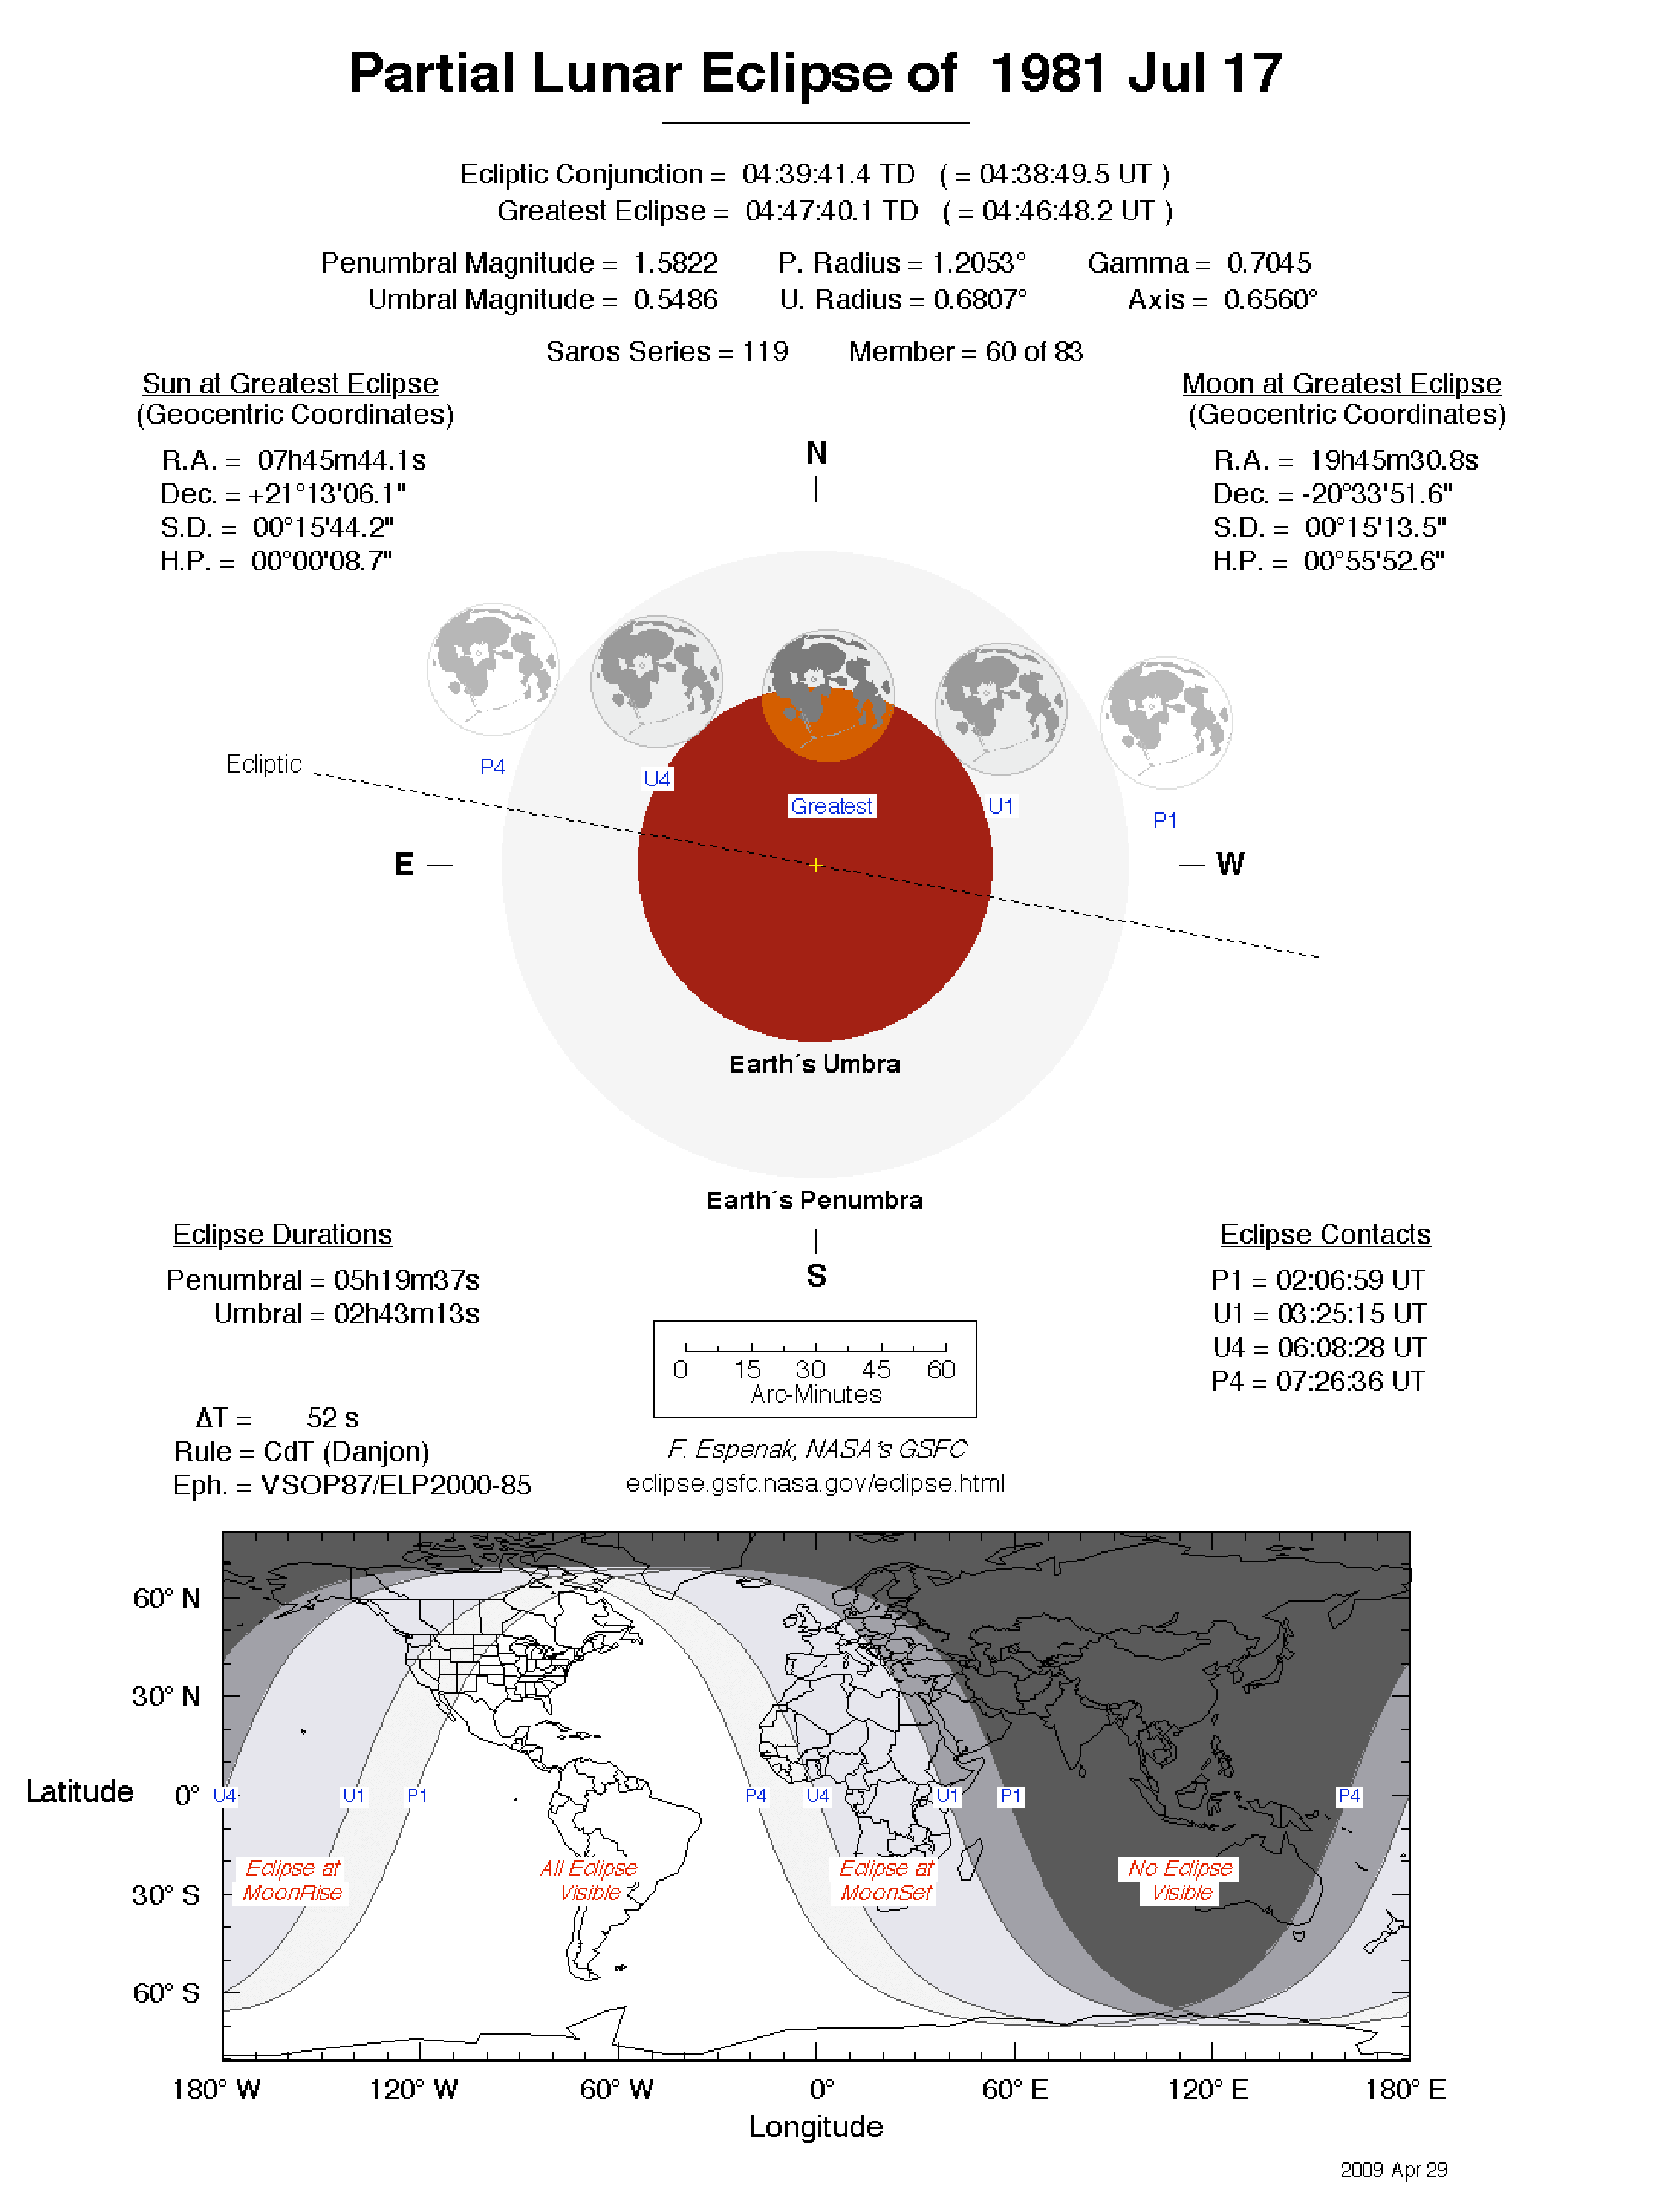 Partial Lunar Eclipse of 1981 Jul 17
Ecliptic Conjunction = 04:39:41.4 TD ( = 04:38:49.5 UT )
Greatest Eclipse = 04:47:40.1 TD ( = 04:46:48.2 UT )
Penumbral Magnitude = 1.5822 P. Radius = 1.2053° Gamma = 0.7045
Umbral Magnitude = 0.5486 U. Radius = 0.6807° Axis = 0.6560°
Saros Series = 119 Member = 60 of 83
Sun at Greatest Eclipse
(Geocentric Coordinates)
R.A. = 07h45m44.1s
Dec. = +21°13'06.1"
S.D. = 00°15'44.2"
H.P. = 00°00'08.7"
Moon at Greatest Eclipse
(Geocentric Coordinates)
R.A. = 19h45m30.8s
Dec. = -20°33'51.6"
S.D. = 00°15'13.5"
H.P. = 00°55'52.6"
N
P4
U4
Greatest
U1
P1
Ecliptic
E
W
Earth´s Umbra
Earth´s Penumbra
S
Eclipse Durations
Penumbral = 05h19m37s
Umbral = 02h43m13s
Eclipse Contacts
P1 = 02:06:59 UT
U1 = 03:25:15 UT
U4 = 06:08:28 UT
P4 = 07:26:36 UT
0 15 30 45 60
Arc-Minutes
ΔT = 52 s
Rule = CdT (Danjon)
Eph. = VSOP87/ELP2000-85
F. Espenak, NASA's GSFC
eclipse.gsfc.nasa.gov/eclipse.html
60° N
30° N
Latitude 0°
30° S
60° S
U4 U1 P1 P4 U4 U1 P1 P4
Eclipse at
MoonRise
All Eclipse
Visible
Eclipse at
MoonSet
No Eclipse
Visible
180° W 120° W 60° W 0° 60° E 120° E 180° E
Longitude
2009 Apr 29